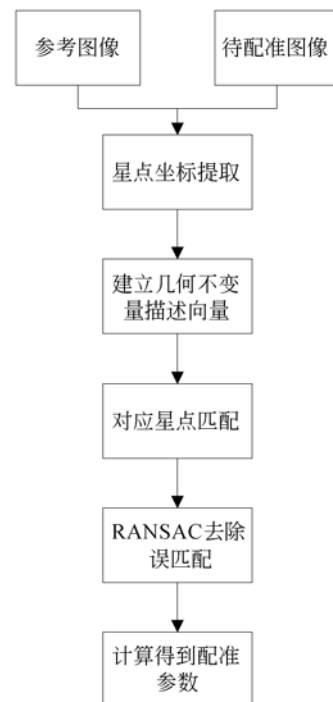 参考图像
待配准图像
星点坐标提取
建立几何不变
量描述向量
对应星点匹配
RANSAC去除
误匹配
计算得到配准
参数